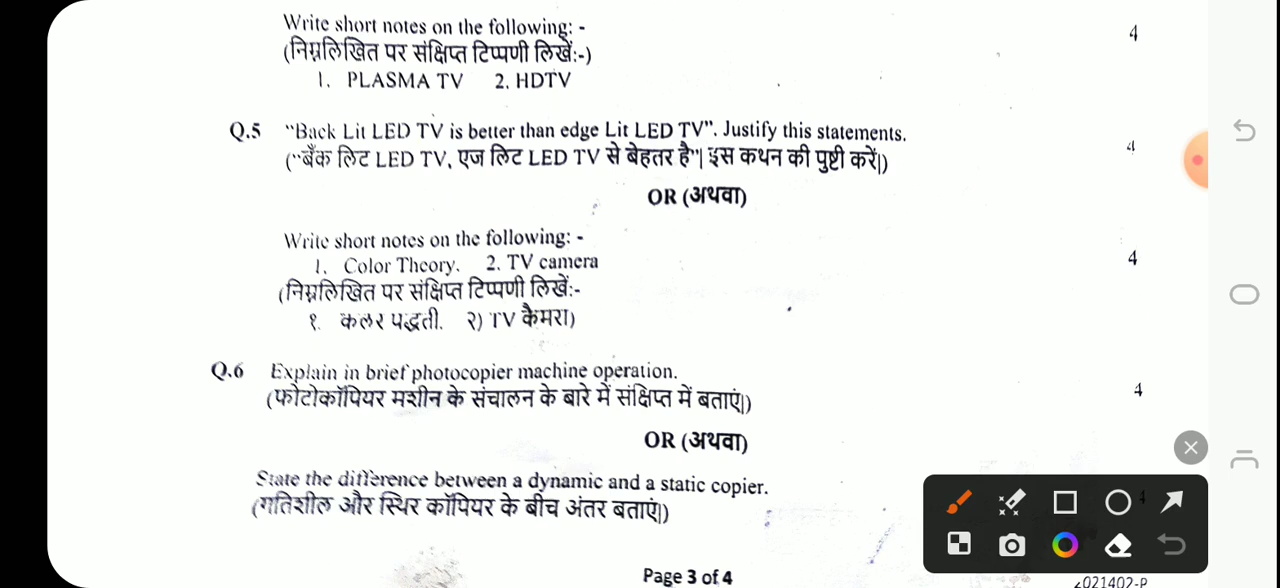 Write short notes on the following: -
4
(निम्नलिखित पर संक्षिप्त टिप्पणी लिखें:-)
1. PLASMA TV 2. HDTV
Q.5 "Back Lit LED TV is better than edge Lit LED TV". Justify this statements.
4
("बॅंक लिट LED TV, एज लिट LED TV से बेहतर है"| इस कथन की पुष्टी करें|)
OR (अथवा)
Write short notes on the following: -
1. Color Theory. 2. TV camera
4
(निम्नलिखित पर संक्षिप्त टिप्पणी लिखें:-
१. कलर पद्धती. २) TV कैमरा)
Q.6 Explain in brief photocopier machine operation.
4
(फोटोकॉपियर मशीन के संचालन के बारे में संक्षिप्त में बताएं|)
OR (अथवा)
State the difference between a dynamic and a static copier.
4
(गतिशील और स्थिर कॉपियर के बीच अंतर बताएं|)
Page 3 of 4
2021402-P